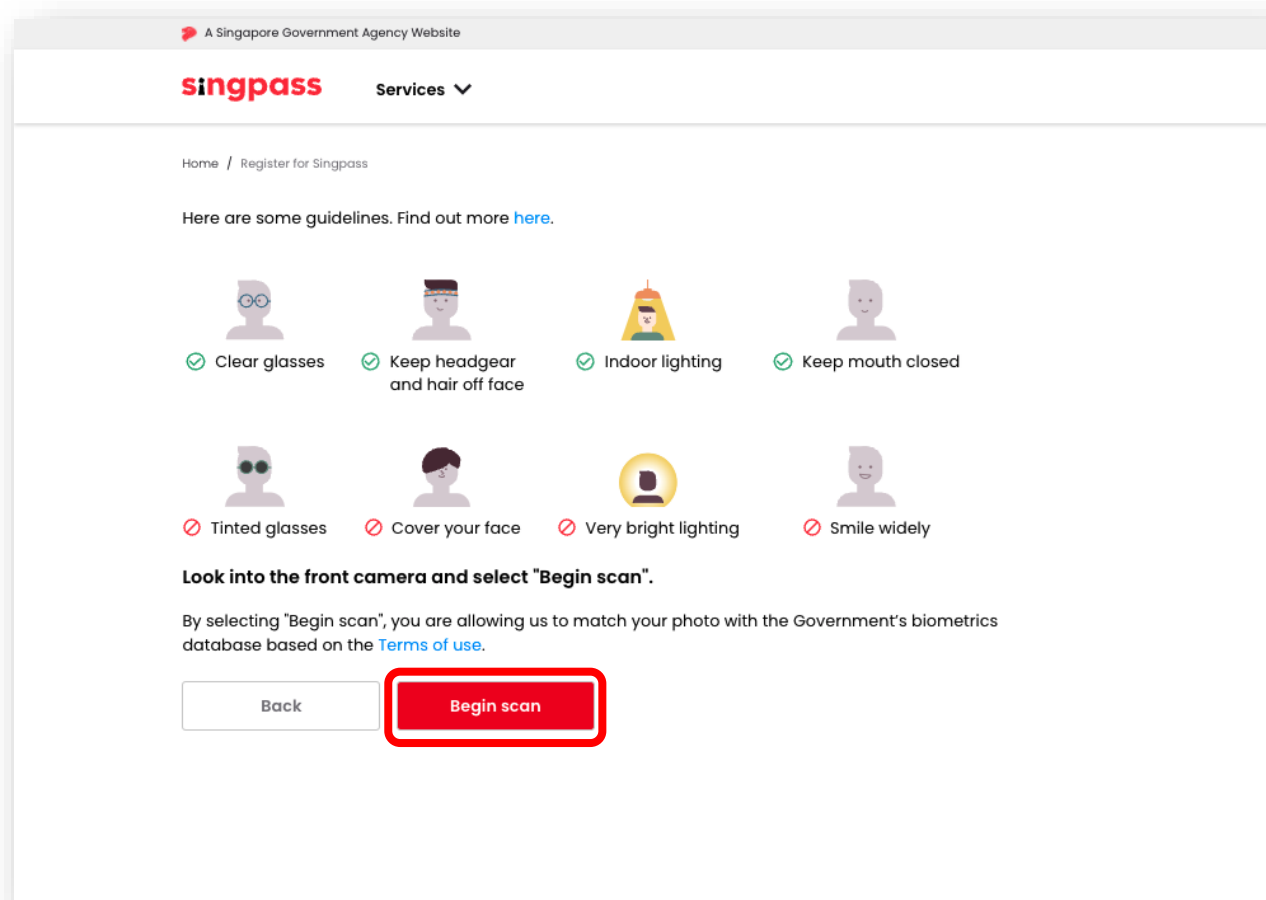 A Singapore Government Agency Website
singpass
Services
Home / Register for Singpass
Here are some guidelines. Find out more here.
Clear glasses
Keep headgear
and hair off face
Indoor lighting
Keep mouth closed
Tinted glasses
Cover your face
Very bright lighting
Smile widely
Look into the front camera and select "Begin scan".
By selecting "Begin scan", you are allowing us to match your photo with the Government's biometrics
database based on the Terms of use.
Back
Begin scan